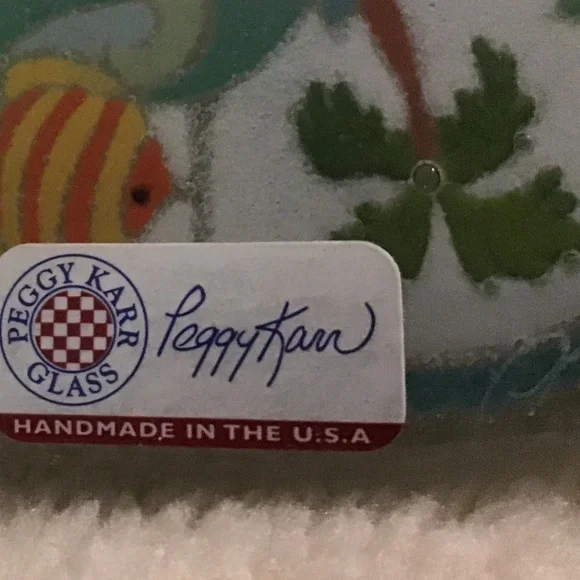 PEGGY KARR
GLASS
Peggy Karr
HANDMADE IN THE U.S.A